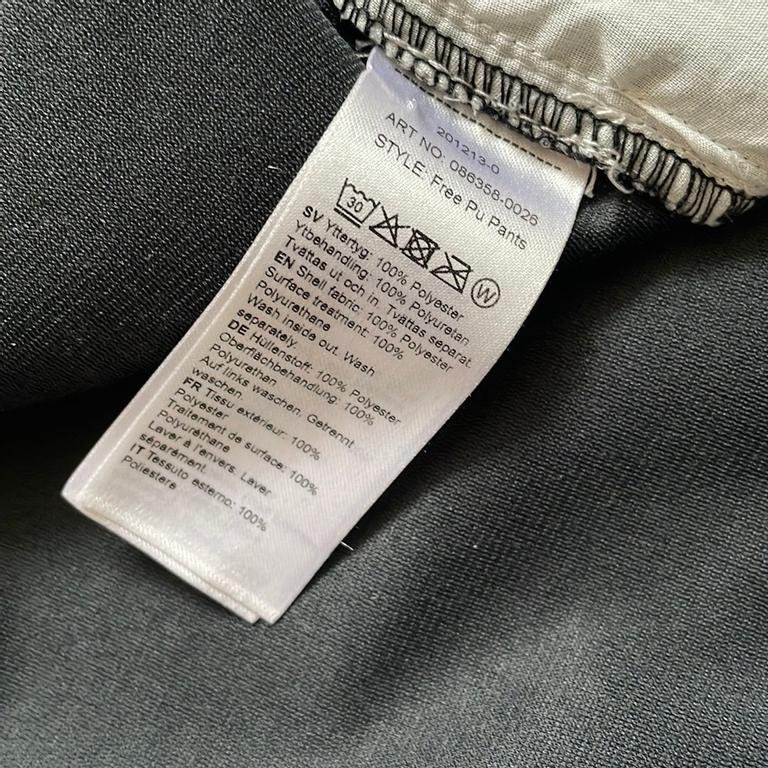 201213-0
ART NO: 086358-0026
STYLE: Free Pu Pants
30 W
SV Yttertyg: 100% Polyester
Ytbehandling: 100% Polyuretan
Tvättas ut och in. Tvättas separat.
EN Shell fabric: 100% Polyester
Surface treatment: 100%
Polyurethane
Wash Inside out. Wash
separately.
DE Hüllenstoff: 100% Polyester
Oberflächbehandlung: 100%
Polyurethan
Auf links waschen. Getrennt
waschen.
FR Tissu extérieur: 100%
Polyester
Traitement de surface: 100%
Polyuréthane
Laver à l'envers. Laver
séparément.
IT Tessuto esterno: 100%
Poliestere